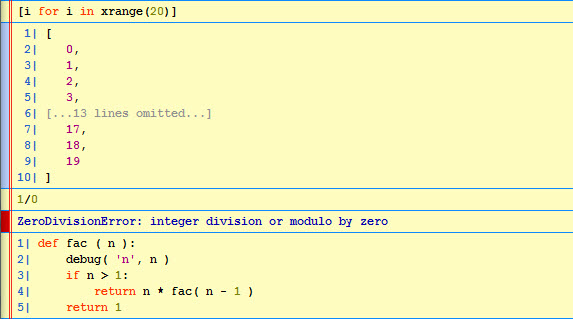 [i for i in xrange(20)]
1| [
2|     0,
3|     1,
4|     2,
5|     3,
6| [...13 lines omitted...]
7|     17,
8|     18,
9|     19
10| ]
1/0
ZeroDivisionError: integer division or modulo by zero
1| def fac ( n ):
2|     debug( 'n', n )
3|     if n > 1:
4|         return n * fac( n - 1 )
5|     return 1